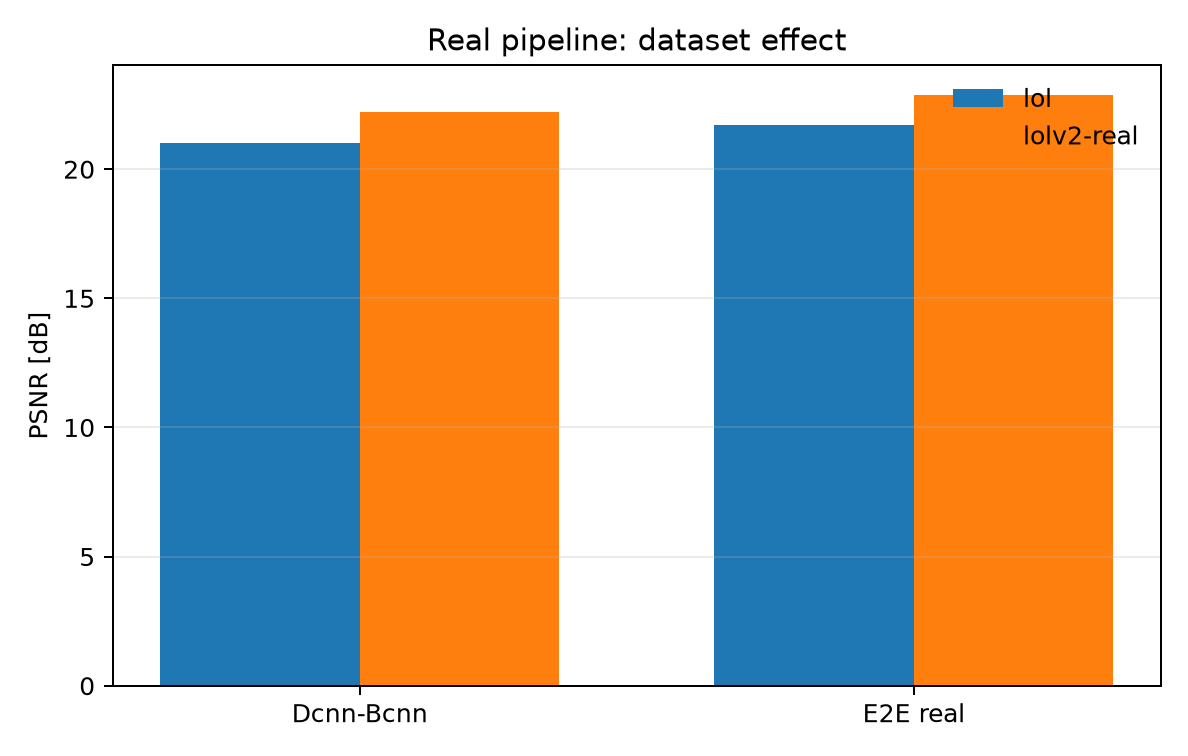 Real pipeline: dataset effect
lol
lolv2-real
PSNR [dB]
20
15
10
5
0
Dcnn-Bcnn
E2E real